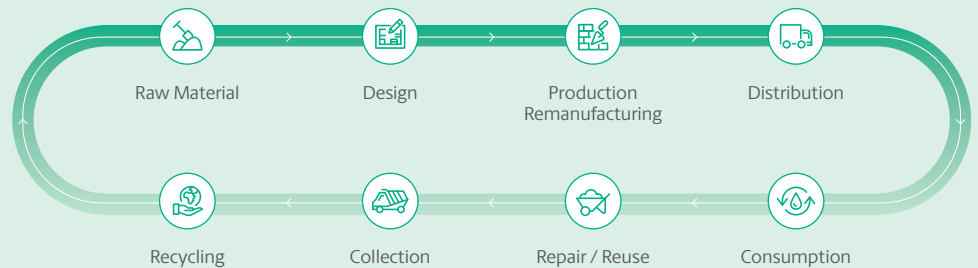 Raw Material
Design
Production
Remanufacturing
Distribution
Recycling
Collection
Repair / Reuse
Consumption